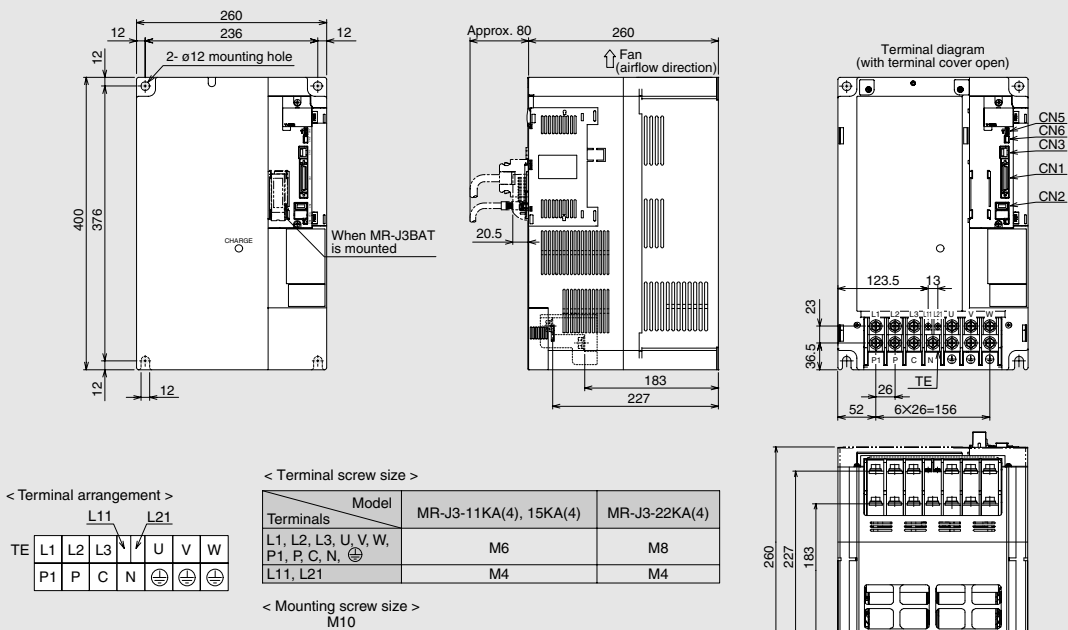 260
12
236
12
12
2- ø12 mounting hole
400
376
CHARGE
When MR-J3BAT
is mounted
12
12
Approx. 80
260
Fan
(airflow direction)
20.5
183
227
Terminal diagram
(with terminal cover open)
CN5
CN6
CN3
CN1
CN2
123.5
13
23
36.5
L1 L2 L3 L11 L21 U V W
P1 P C N
TE
26
52
6×26=156
260
227
183
< Terminal arrangement >
L11 L21
TE L1 L2 L3 U V W
P1 P C N
< Terminal screw size >
Model
Terminals
MR-J3-11KA(4), 15KA(4)
MR-J3-22KA(4)
L1, L2, L3, U, V, W,
P1, P, C, N,
M6
M8
L11, L21
M4
M4
< Mounting screw size >
M10